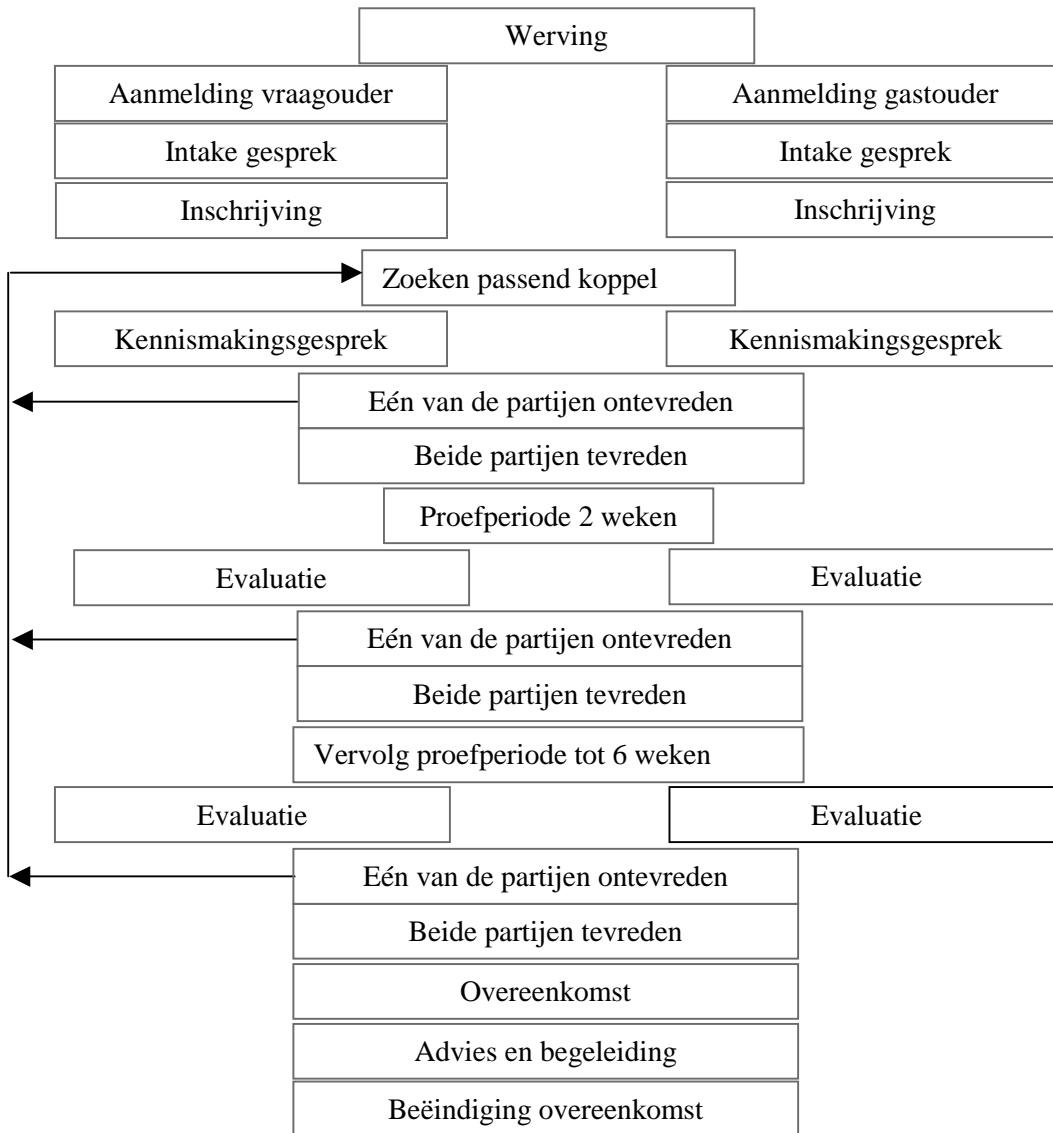 Werving
Aanmelding vraagouder
Aanmelding gastouder
Intake gesprek
Intake gesprek
Inschrijving
Inschrijving
Zoeken passend koppel
Kennismakingsgesprek
Kennismakingsgesprek
Eén van de partijen ontevreden
Beide partijen tevreden
Proefperiode 2 weken
Evaluatie
Evaluatie
Eén van de partijen ontevreden
Beide partijen tevreden
Vervolg proefperiode tot 6 weken
Evaluatie
Evaluatie
Eén van de partijen ontevreden
Beide partijen tevreden
Overeenkomst
Advies en begeleiding
Beëindiging overeenkomst